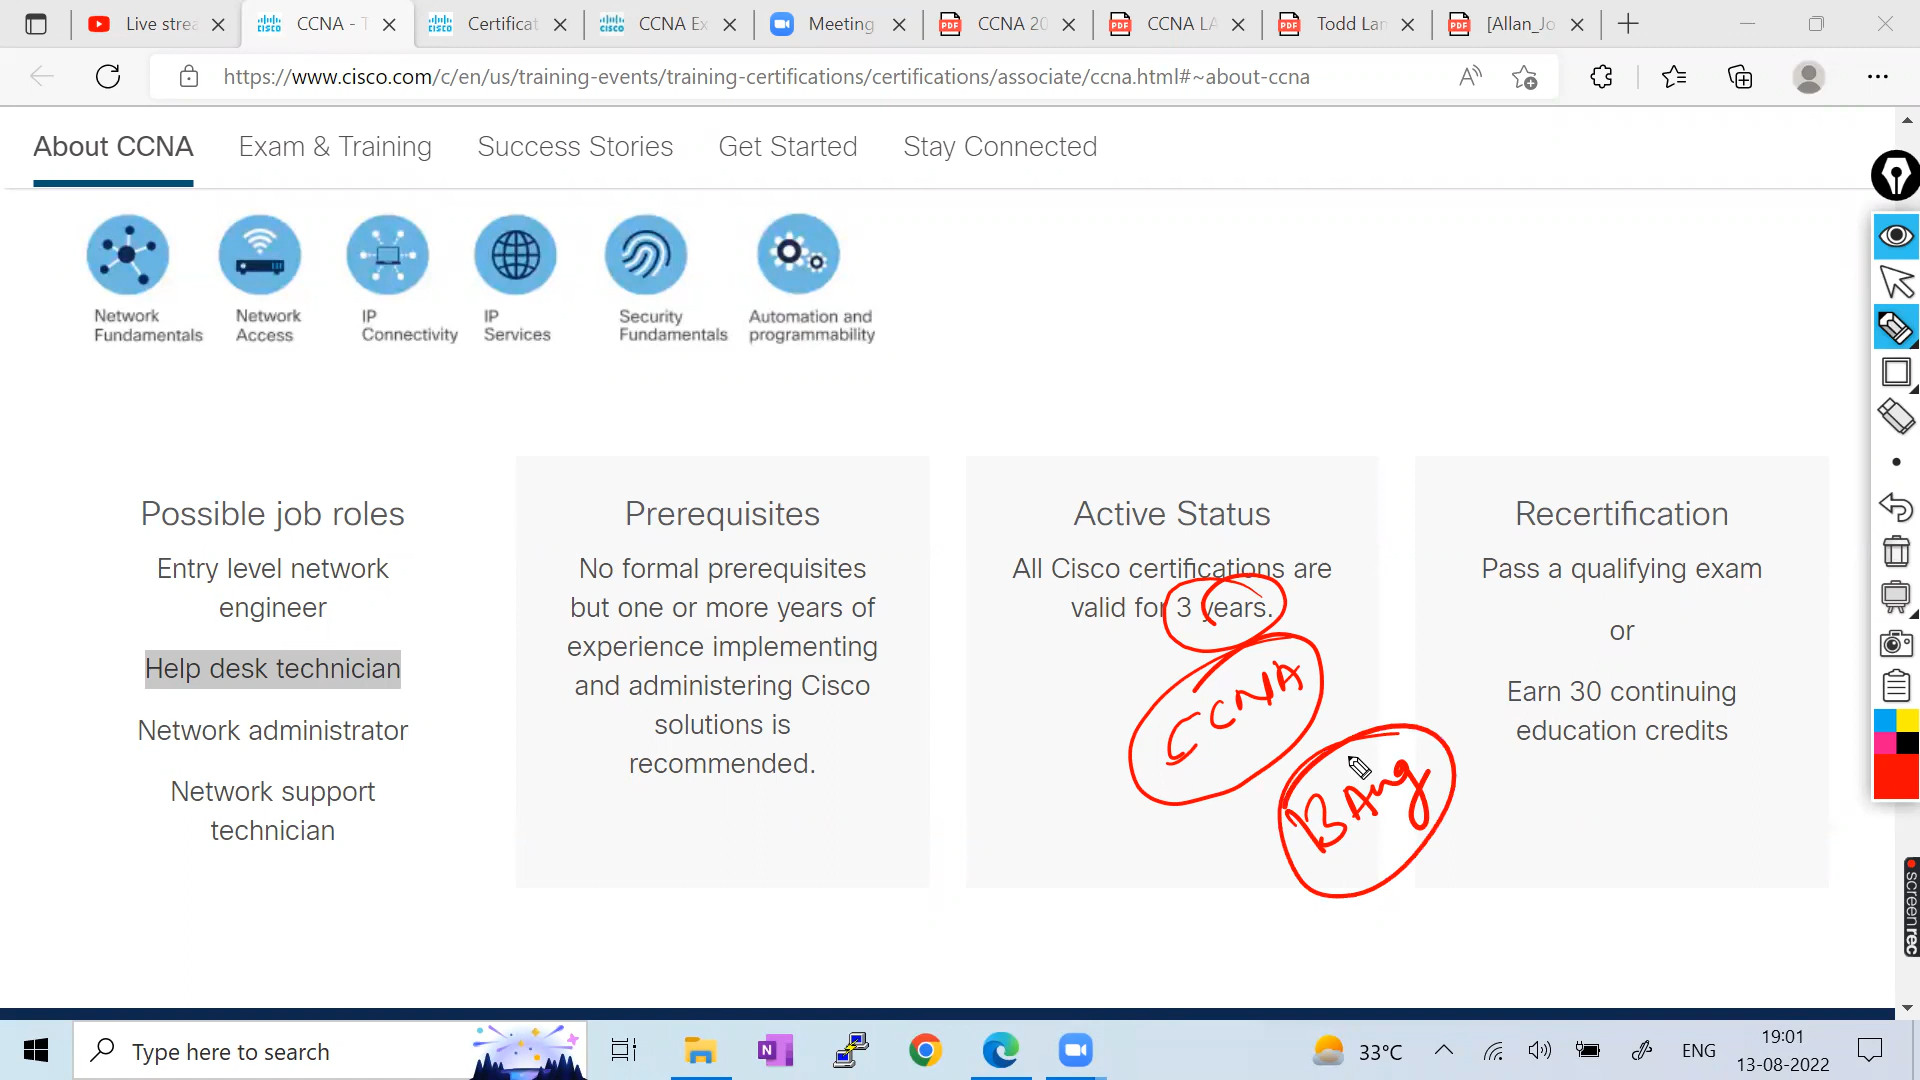 Live strea
CCNA - T
Certificat
CCNA Ex
Meeting
CCNA 20
CCNA LA
Todd Lan
[Allan_Jo
https://www.cisco.com/c/en/us/training-events/training-certifications/certifications/associate/ccna.html#~about-ccna
About CCNA
Exam & Training
Success Stories
Get Started
Stay Connected
Network
Fundamentals
Network
Access
IP
Connectivity
IP
Services
Security
Fundamentals
Automation and
programmability
Possible job roles
Entry level network
engineer
Help desk technician
Network administrator
Network support
technician
Prerequisites
No formal prerequisites
but one or more years of
experience implementing
and administering Cisco
solutions is
recommended.
Active Status
All Cisco certifications are
valid for 3 years.
CCNA
BAng
Recertification
Pass a qualifying exam
or
Earn 30 continuing
education credits
screenrec
Type here to search
33°C
ENG
19:01
13-08-2022